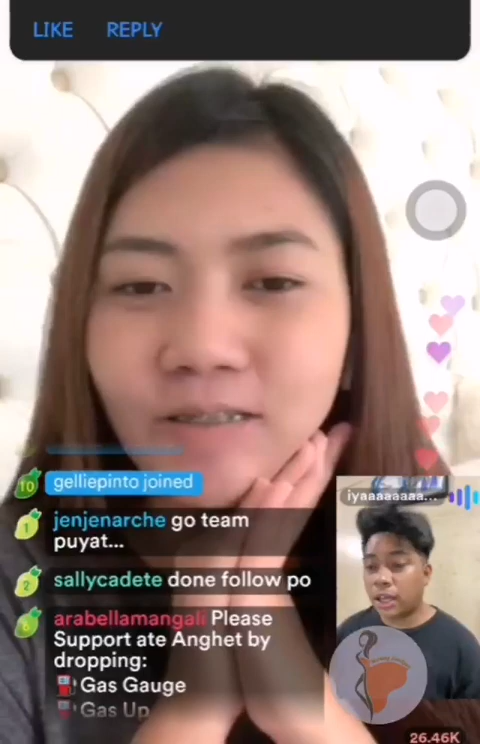 LIKE REPLY
iyaaaaaaaa...
10 gelliepinto joined
1 jenjenarche go team
puyat...
2 sallycadete done follow po
arabellamangali Please
Support ate Anghet by
dropping:
Gas Gauge
Gas Up
26.46K